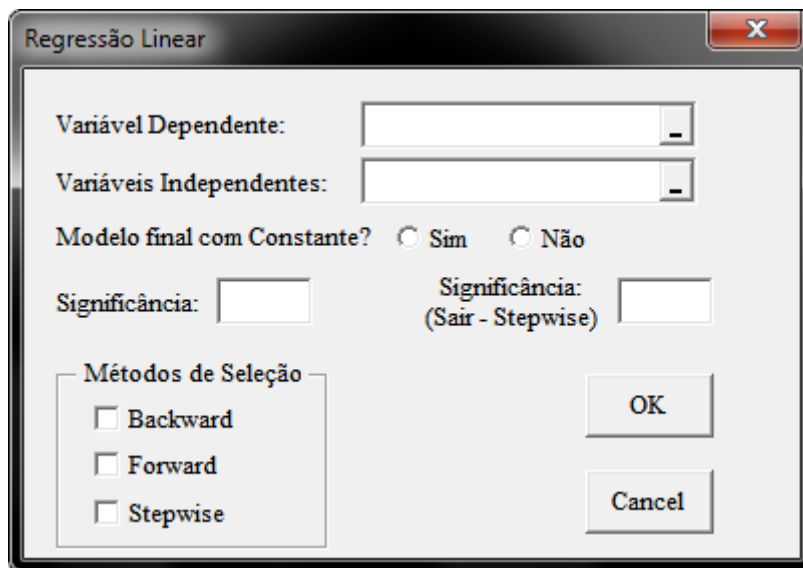 Regressão Linear
Variável Dependente:
Variáveis Independentes:
Modelo final com Constante? Sim Não
Significância:
Significância:
(Sair - Stepwise)
Métodos de Seleção
Backward
Forward
Stepwise
OK
Cancel